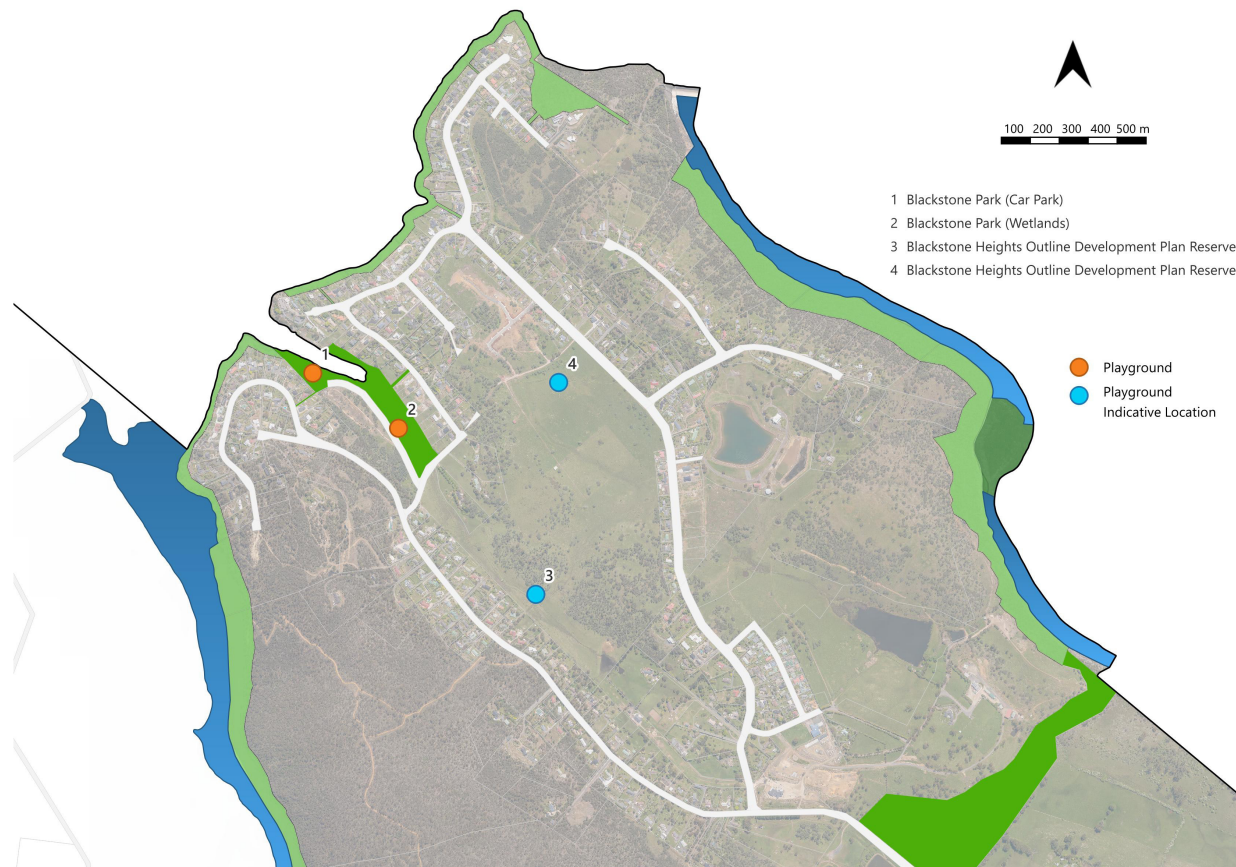 100 200 300 400 500 m
1 Blackstone Park (Car Park)
2 Blackstone Park (Wetlands)
3 Blackstone Heights Outline Development Plan Reserve
4 Blackstone Heights Outline Development Plan Reserve
1
4
Playground
Playground
Indicative Location
2
3